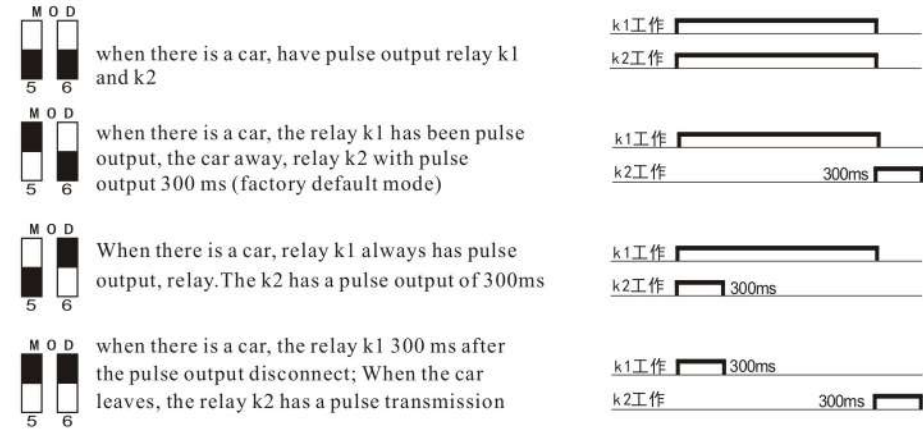 M O D
5 6
when there is a car, have pulse output relay k1
and k2
k1工作
k2工作
M O D
5 6
when there is a car, the relay k1 has been pulse
output, the car away, relay k2 with pulse
output 300 ms (factory default mode)
k1工作
k2工作 300ms
M O D
5 6
When there is a car, relay k1 always has pulse
output, relay.The k2 has a pulse output of 300ms
k1工作
k2工作 300ms
M O D
5 6
when there is a car, the relay k1 300 ms after
the pulse output disconnect; When the car
leaves, the relay k2 has a pulse transmission
k1工作 300ms
k2工作 300ms